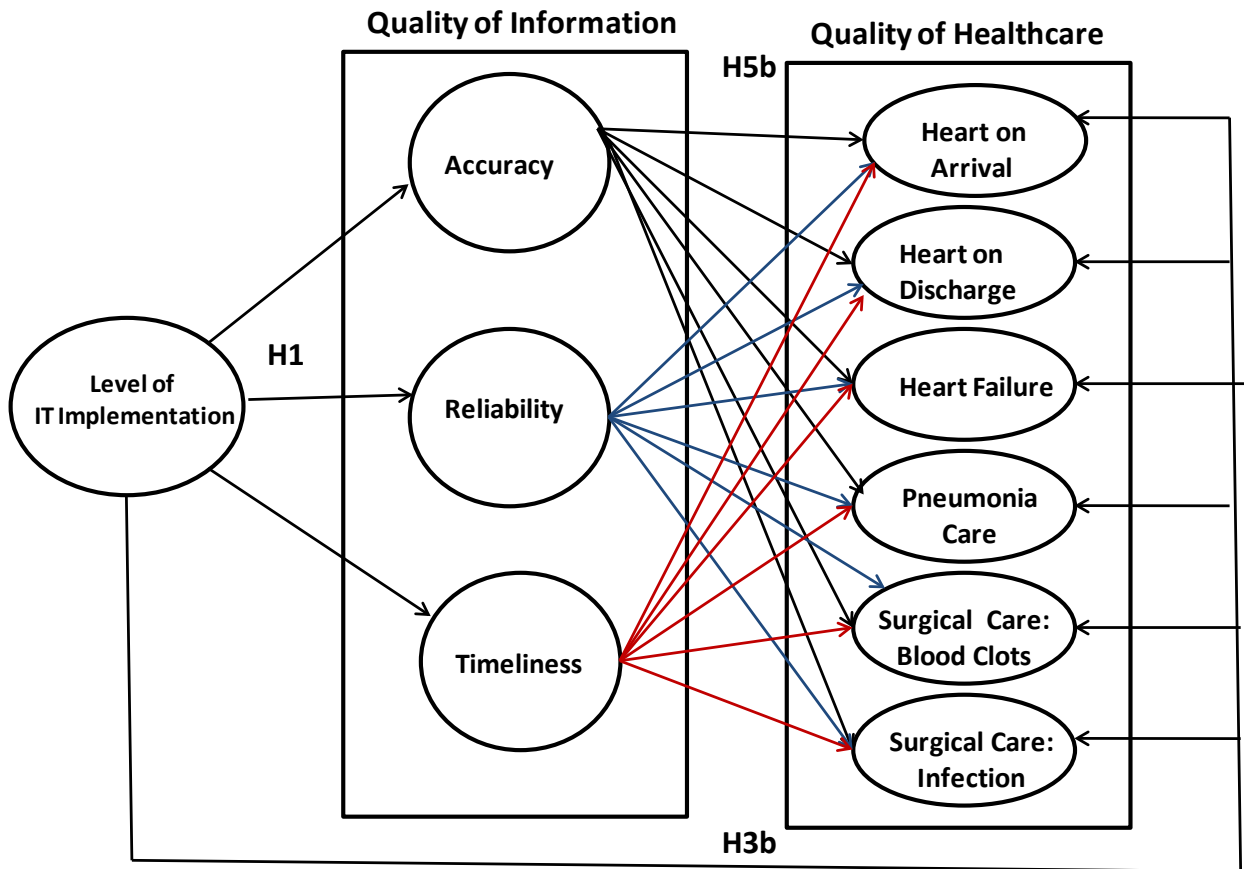 Quality of Information
Quality of Healthcare
H5b
Heart on
Arrival
Accuracy
Heart on
Discharge
H1
Level of
IT Implementation
Reliability
Heart Failure
Pneumonia
Care
Timeliness
Surgical Care:
Blood Clots
Surgical Care:
Infection
H3b